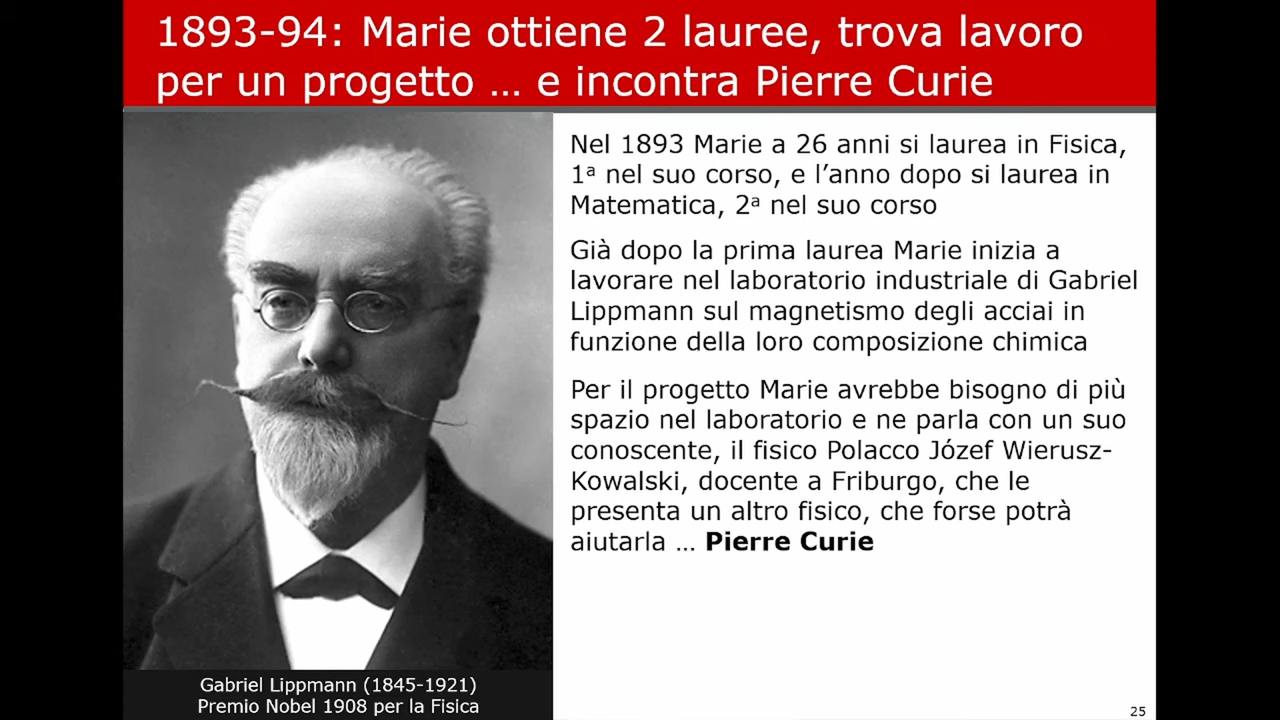 1893-94: Marie ottiene 2 lauree, trova lavoro
per un progetto … e incontra Pierre Curie
Nel 1893 Marie a 26 anni si laurea in Fisica,
1ª nel suo corso, e l’anno dopo si laurea in
Matematica, 2ª nel suo corso
Già dopo la prima laurea Marie inizia a
lavorare nel laboratorio industriale di Gabriel
Lippmann sul magnetismo degli acciai in
funzione della loro composizione chimica
Per il progetto Marie avrebbe bisogno di più
spazio nel laboratorio e ne parla con un suo
conoscente, il fisico Polacco Józef Wierusz-
Kowalski, docente a Friburgo, che le
presenta un altro fisico, che forse potrà
aiutarla … Pierre Curie
Gabriel Lippmann (1845-1921)
Premio Nobel 1908 per la Fisica
25